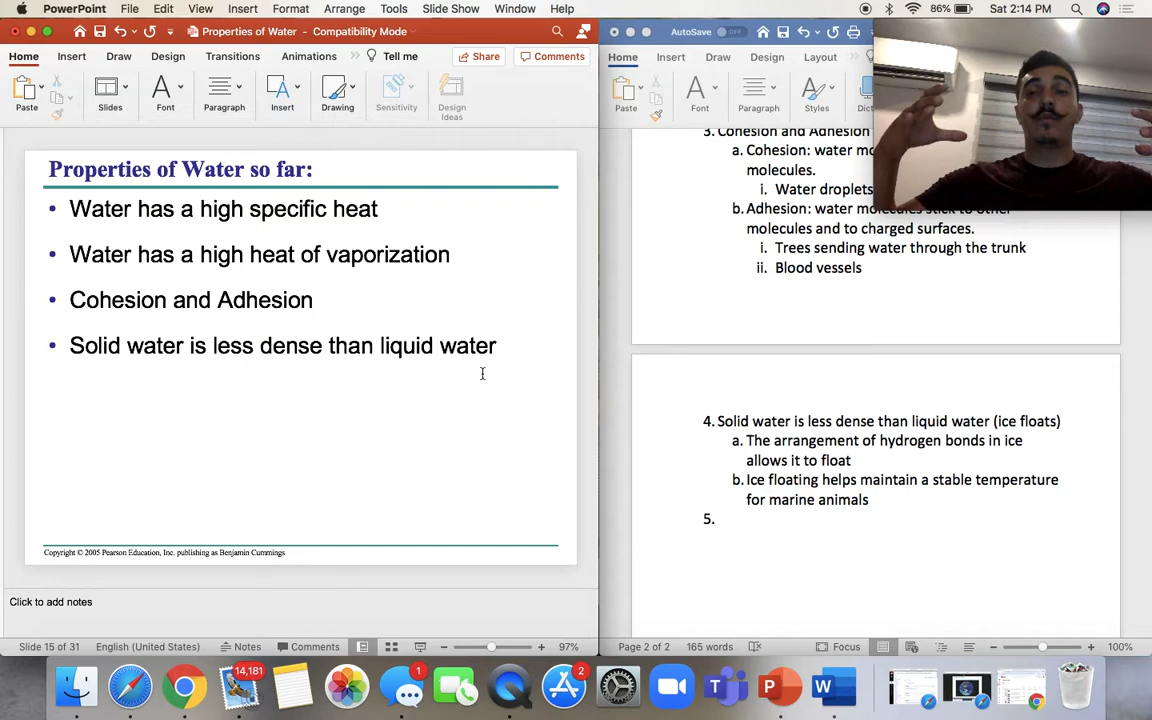 PowerPoint File Edit View Insert Format Arrange Tools Slide Show Window Help 86% Sat 2:14 PM
Properties of Water - Compatibility Mode
AutoSave OFF
Home Insert Draw Design Transitions Animations Tell me Share Comments
Home Insert Draw Design Layout
Paste Slides Font Paragraph Insert Drawing Sensitivity Design Ideas
Paste Font Paragraph Styles
Properties of Water so far:
• Water has a high specific heat
• Water has a high heat of vaporization
• Cohesion and Adhesion
• Solid water is less dense than liquid water
Copyright © 2005 Pearson Education, Inc. publishing as Benjamin Cummings
Click to add notes
Slide 15 of 31 English (United States) Notes Comments 97%
3. Cohesion and Adhesion
a. Cohesion: water
molecules.
i. Water droplets
b. Adhesion: water molecules stick to other
molecules and to charged surfaces.
i. Trees sending water through the trunk
ii. Blood vessels
4. Solid water is less dense than liquid water (ice floats)
a. The arrangement of hydrogen bonds in ice
allows it to float
b. Ice floating helps maintain a stable temperature
for marine animals
5.
Page 2 of 2 165 words Focus 100%
14,181
1
2